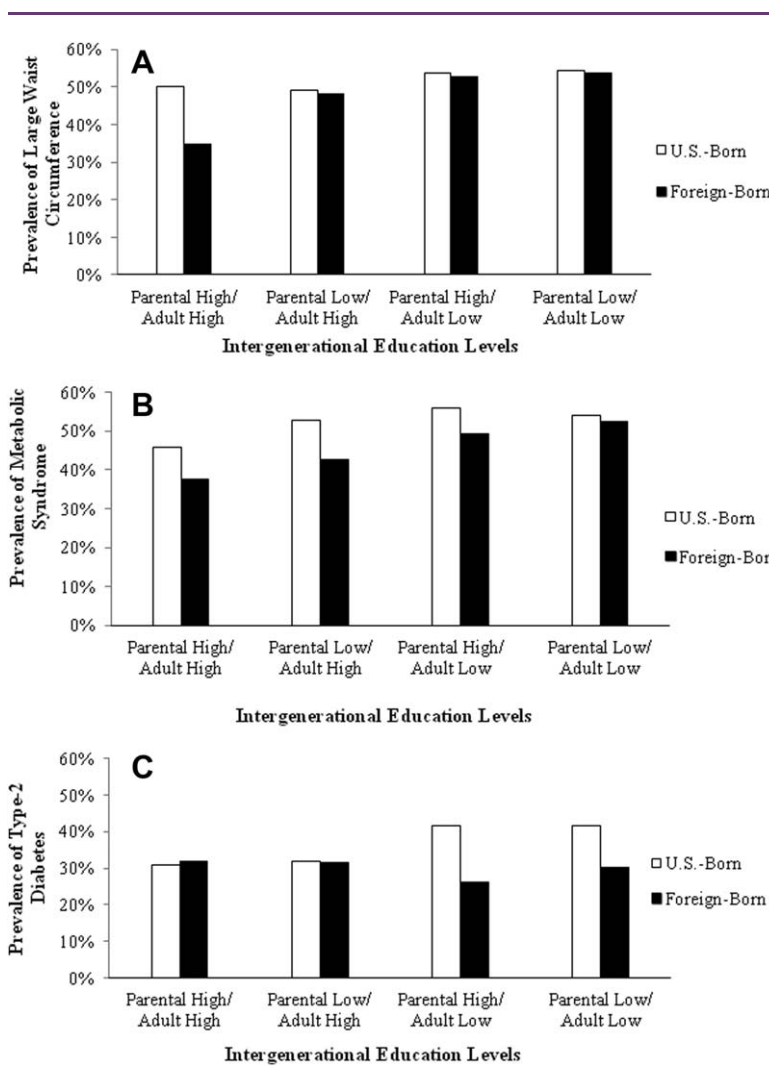 A
60%
50%
40%
30%
20%
10%
0%
Prevalence of Large Waist
Circumference
U.S.-Born
Foreign-Born
Parental High/
Adult High
Parental Low/
Adult High
Parental High/
Adult Low
Parental Low/
Adult Low
Intergenerational Education Levels
B
60%
50%
40%
30%
20%
10%
0%
Prevalence of Metabolic
Syndrome
U.S.-Born
Foreign-Bor
Parental High/
Adult High
Parental Low/
Adult High
Parental High/
Adult Low
Parental Low/
Adult Low
Intergenerational Education Levels
C
60%
50%
40%
30%
20%
10%
0%
Prevalence of Type-2
Diabetes
U.S.-Born
Foreign-Born
Parental High/
Adult High
Parental Low/
Adult High
Parental High/
Adult Low
Parental Low/
Adult Low
Intergenerational Education Levels